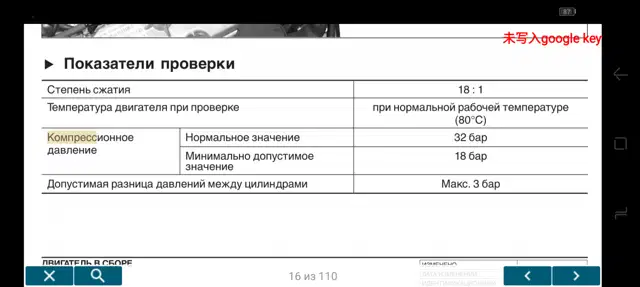 87
未写入google key
► Показатели проверки
Степень сжатия 18 : 1
Температура двигателя при проверке при нормальной рабочей температуре (80°C)
Компрессионное давление Нормальное значение 32 бар
Минимально допустимое значение 18 бар
Допустимая разница давлений между цилиндрами Макс. 3 бар
ДВИГАТЕЛЬ В СБОРЕ
16 из 110